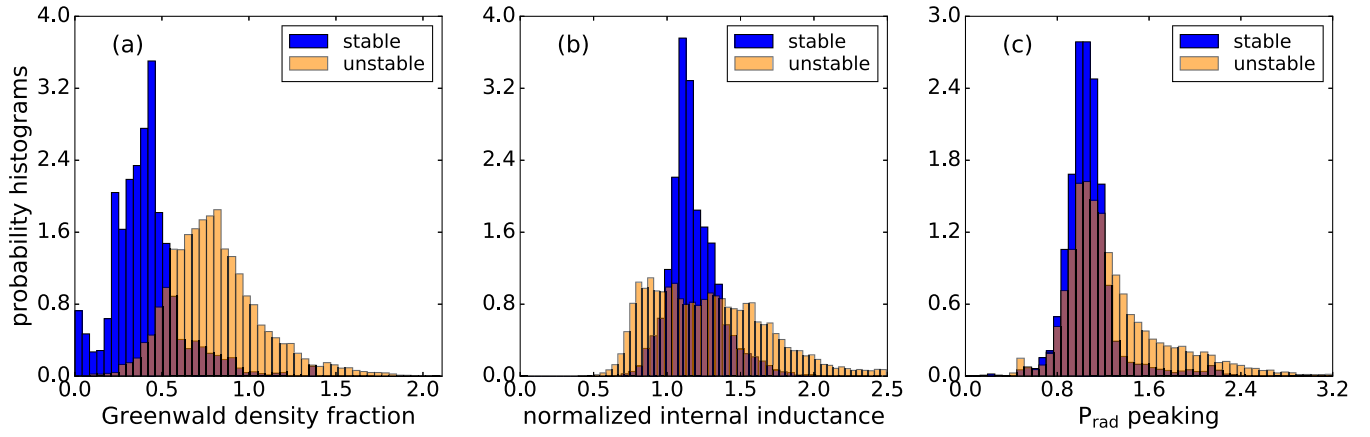 probability histograms
4.0
3.2
2.4
1.6
0.8
0.0
(a)
stable
unstable
0.0 0.5 1.0 1.5 2.0
Greenwald density fraction
4.0
3.2
2.4
1.6
0.8
0.0
(b)
stable
unstable
0.0 0.5 1.0 1.5 2.0 2.5
normalized internal inductance
3.0
2.4
1.8
1.2
0.6
0.0
(c)
stable
unstable
0.0 0.8 1.6 2.4 3.2
P_rad peaking